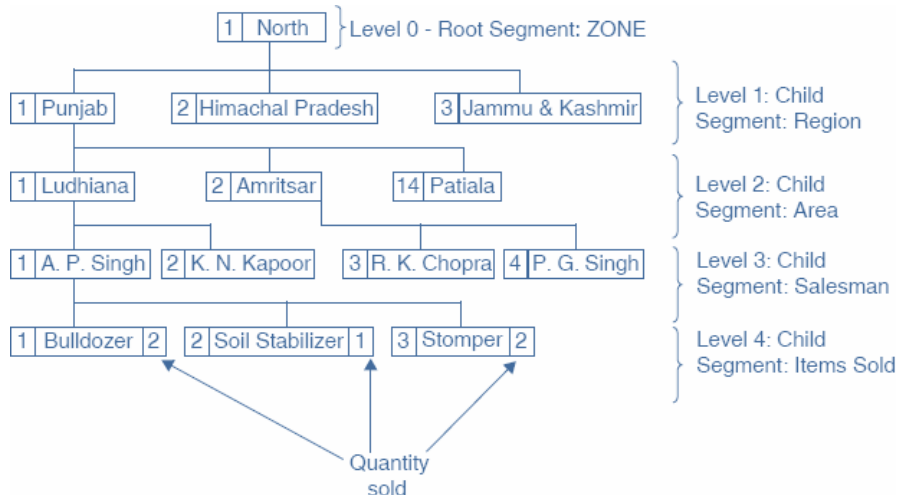 1 North Level 0 - Root Segment: ZONE
1 Punjab 2 Himachal Pradesh 3 Jammu & Kashmir
Level 1: Child
Segment: Region
1 Ludhiana 2 Amritsar 14 Patiala
Level 2: Child
Segment: Area
1 A. P. Singh 2 K. N. Kapoor 3 R. K. Chopra 4 P. G. Singh
Level 3: Child
Segment: Salesman
1 Bulldozer 2 2 Soil Stabilizer 1 3 Stomper 2
Level 4: Child
Segment: Items Sold
Quantity
sold